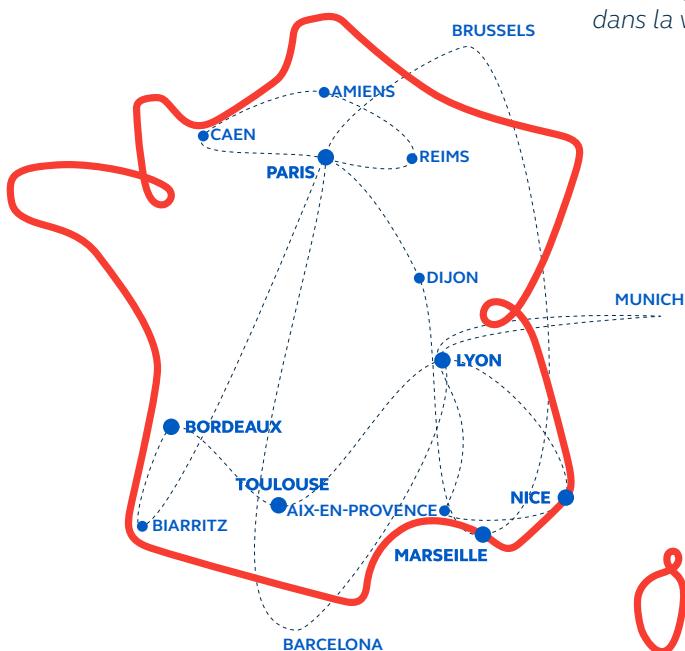 dans la v
BRUSSELS
AMIENS
CAEN
REIMS
PARIS
DIJON
MUNICH
LYON
BORDEAUX
TOULOUSE
AIX-EN-PROVENCE
NICE
BIARRITZ
MARSEILLE
BARCELONA